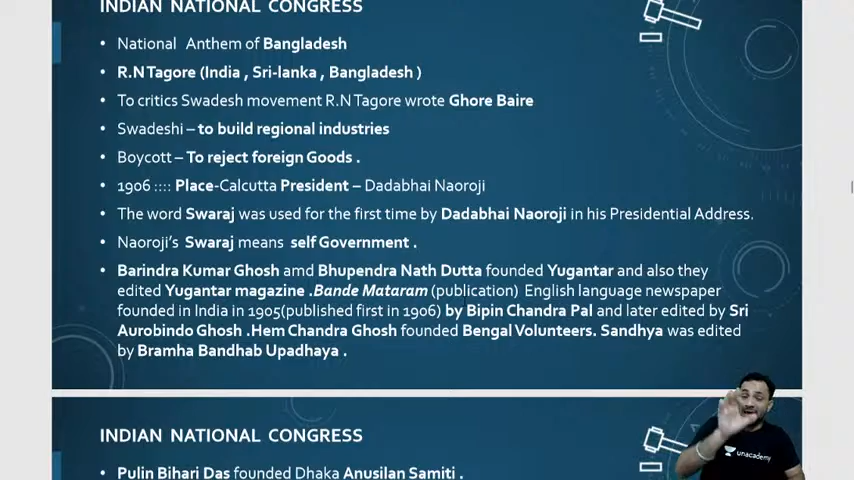 INDIAN NATIONAL CONGRESS
• National Anthem of Bangladesh
• R.N Tagore (India , Sri-lanka , Bangladesh )
• To critics Swadesh movement R.N Tagore wrote Ghore Baire
• Swadeshi – to build regional industries
• Boycott – To reject foreign Goods .
• 1906 :::: Place-Calcutta President – Dadabhai Naoroji
• The word Swaraj was used for the first time by Dadabhai Naoroji in his Presidential Address.
• Naoroji's Swaraj means self Government .
• Barindra Kumar Ghosh amd Bhupendra Nath Dutta founded Yugantar and also they
edited Yugantar magazine .Bande Mataram (publication) English language newspaper
founded in India in 1905(published first in 1906) by Bipin Chandra Pal and later edited by Sri
Aurobindo Ghosh .Hem Chandra Ghosh founded Bengal Volunteers. Sandhya was edited
by Bramha Bandhab Upadhaya .
INDIAN NATIONAL CONGRESS
• Pulin Bihari Das founded Dhaka Anusilan Samiti .
unacademy